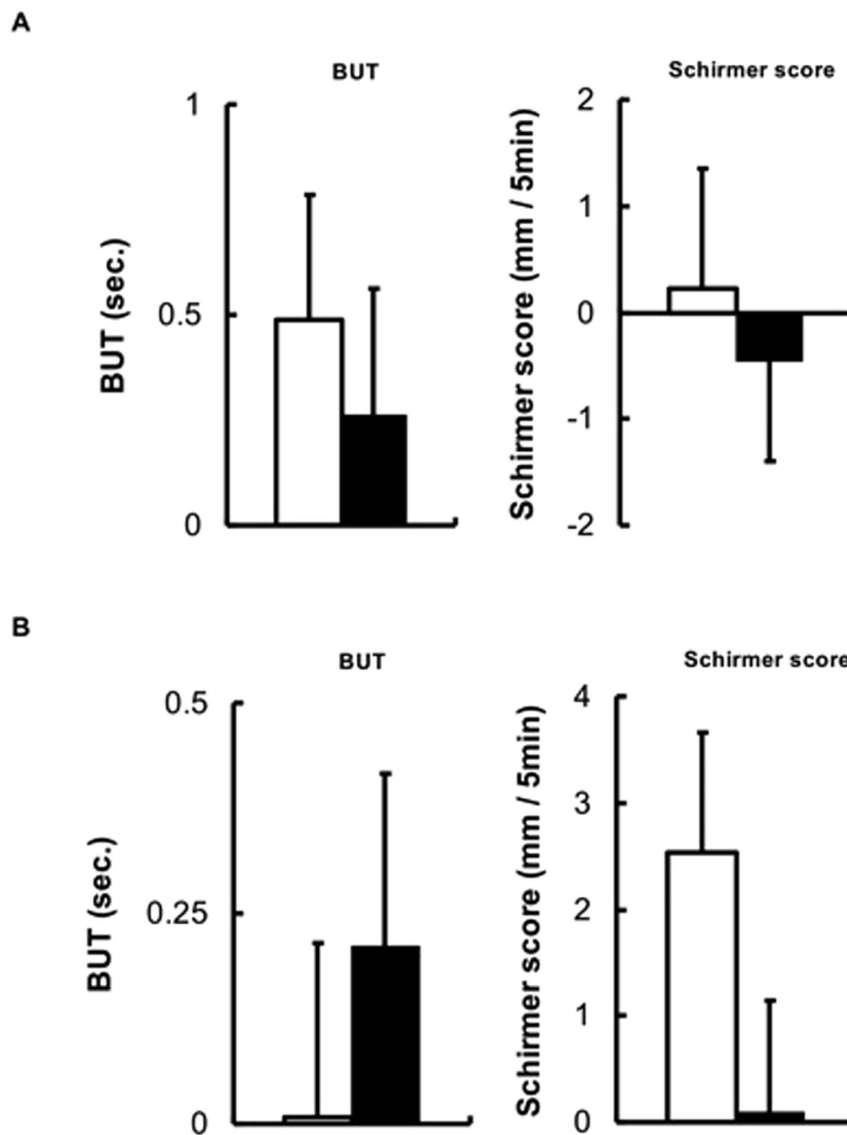 A
BUT
Schirmer score
1
0.5
0
BUT (sec.)
2
1
0
-1
-2
Schirmer score (mm / 5min)
B
BUT
Schirmer score
0.5
0.25
0
BUT (sec.)
4
3
2
1
0
Schirmer score (mm / 5min)